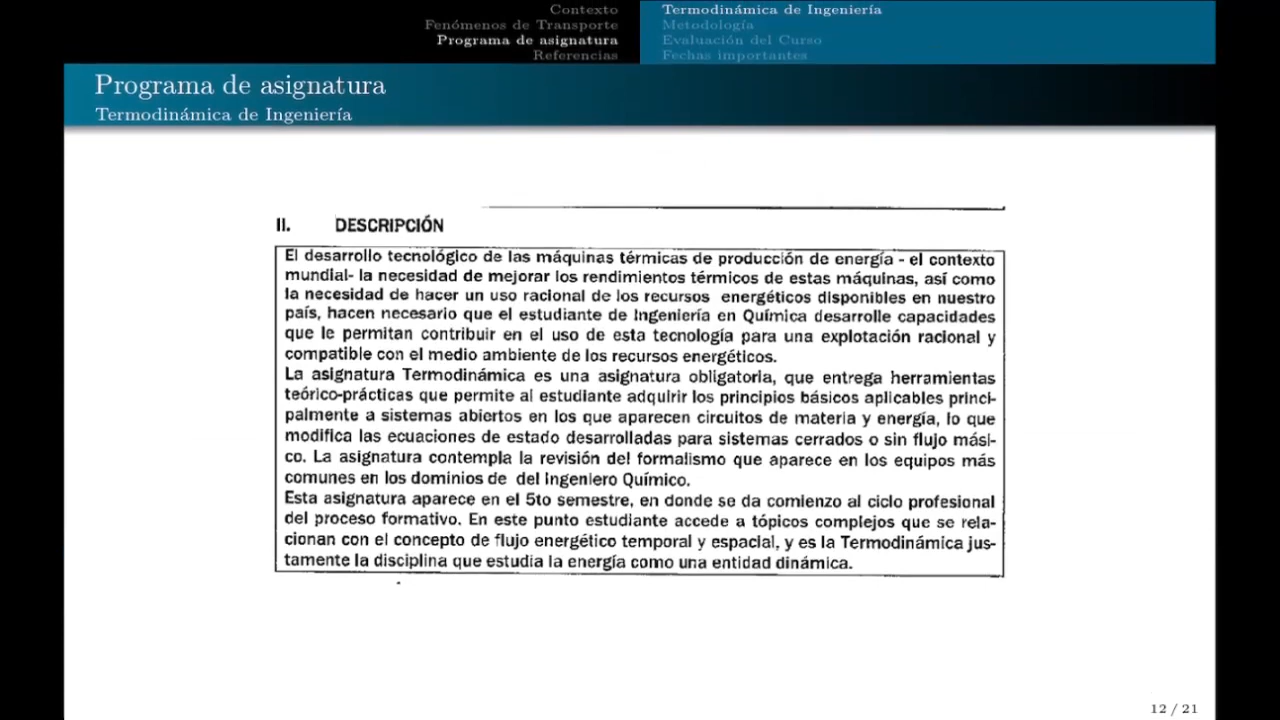 Contexto
Fenómenos de Transporte
Programa de asignatura
Referencias
Termodinámica de Ingeniería
Metodología
Evaluación del Curso
Fechas importantes
Programa de asignatura
Termodinámica de Ingeniería
II. DESCRIPCIÓN
El desarrollo tecnológico de las máquinas térmicas de producción de energía - el contexto
mundial- la necesidad de mejorar los rendimientos térmicos de estas máquinas, así como
la necesidad de hacer un uso racional de los recursos energéticos disponibles en nuestro
país, hacen necesario que el estudiante de Ingeniería en Química desarrolle capacidades
que le permitan contribuir en el uso de esta tecnología para una explotación racional y
compatible con el medio ambiente de los recursos energéticos.
La asignatura Termodinámica es una asignatura obligatoria, que entrega herramientas
teórico-prácticas que permite al estudiante adquirir los principios básicos aplicables princi-
palmente a sistemas abiertos en los que aparecen circuitos de materia y energía, lo que
modifica las ecuaciones de estado desarrolladas para sistemas cerrados o sin flujo mási-
co. La asignatura contempla la revisión del formalismo que aparece en los equipos más
comunes en los dominios de del Ingeniero Químico.
Esta asignatura aparece en el 5to semestre, en donde se da comienzo al ciclo profesional
del proceso formativo. En este punto estudiante accede a tópicos complejos que se rela-
cionan con el concepto de flujo energético temporal y espacial, y es la Termodinámica jus-
tamente la disciplina que estudia la energía como una entidad dinámica.
12 / 21